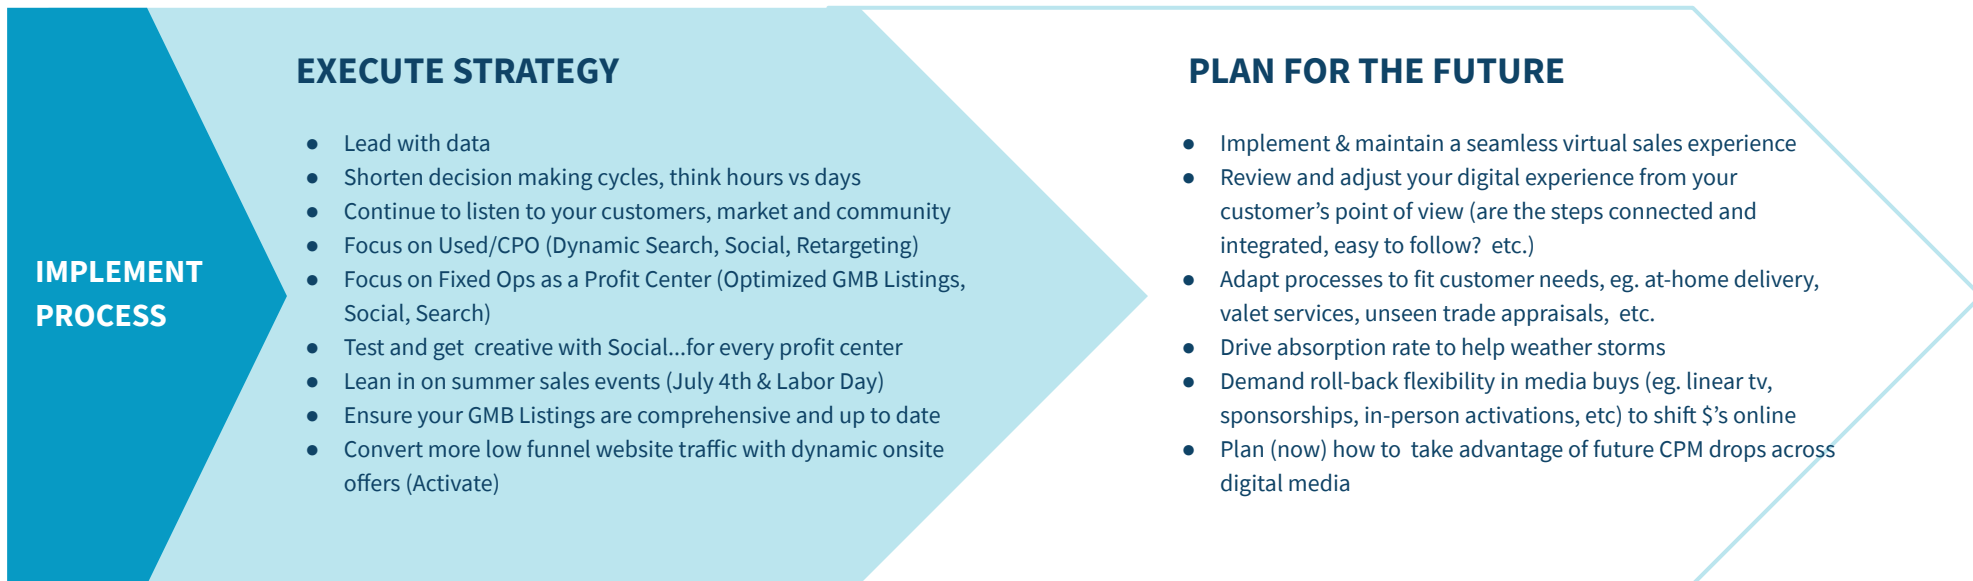 IMPLEMENT
PROCESS
EXECUTE STRATEGY
● Lead with data
● Shorten decision making cycles, think hours vs days
● Continue to listen to your customers, market and community
● Focus on Used/CPO (Dynamic Search, Social, Retargeting)
● Focus on Fixed Ops as a Profit Center (Optimized GMB Listings,
Social, Search)
● Test and get  creative with Social...for every profit center
● Lean in on summer sales events (July 4th & Labor Day)
● Ensure your GMB Listings are comprehensive and up to date
● Convert more low funnel website traffic with dynamic onsite
offers (Activate)
PLAN FOR THE FUTURE
● Implement & maintain a seamless virtual sales experience
● Review and adjust your digital experience from your
customer’s point of view (are the steps connected and
integrated, easy to follow?  etc.)
● Adapt processes to fit customer needs, eg. at-home delivery,
valet services, unseen trade appraisals,  etc.
● Drive absorption rate to help weather storms
● Demand roll-back flexibility in media buys (eg. linear tv,
sponsorships, in-person activations, etc) to shift $’s online
● Plan (now) how to  take advantage of future CPM drops across
digital media